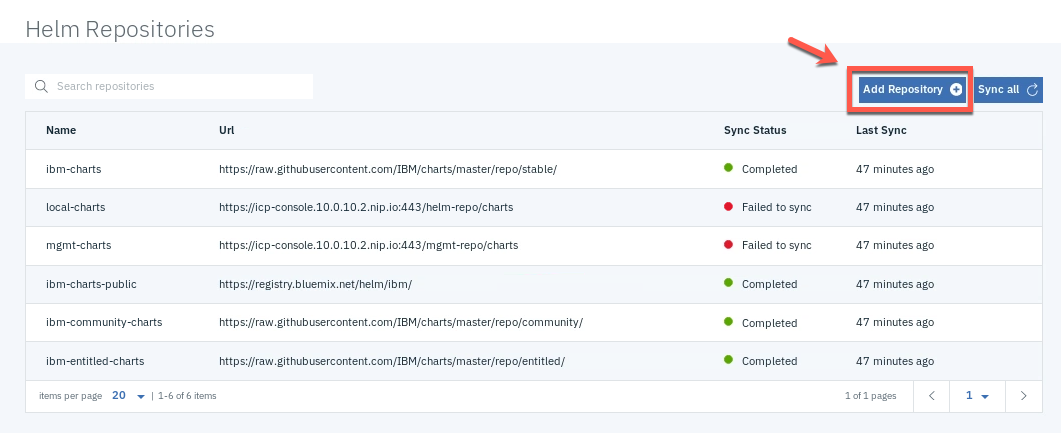 Helm Repositories
Search repositories
Add Repository Sync all
Name Url Sync Status Last Sync
ibm-charts https://raw.githubusercontent.com/IBM/charts/master/repo/stable/ Completed 47 minutes ago
local-charts https://icp-console.10.0.10.2.nip.io:443/helm-repo/charts Failed to sync 47 minutes ago
mgmt-charts https://icp-console.10.0.10.2.nip.io:443/mgmt-repo/charts Failed to sync 47 minutes ago
ibm-charts-public https://registry.bluemix.net/helm/ibm/ Completed 47 minutes ago
ibm-community-charts https://raw.githubusercontent.com/IBM/charts/master/repo/community/ Completed 47 minutes ago
ibm-entitled-charts https://raw.githubusercontent.com/IBM/charts/master/repo/entitled/ Completed 47 minutes ago
items per page 20 | 1-6 of 6 items 1 of 1 pages 1